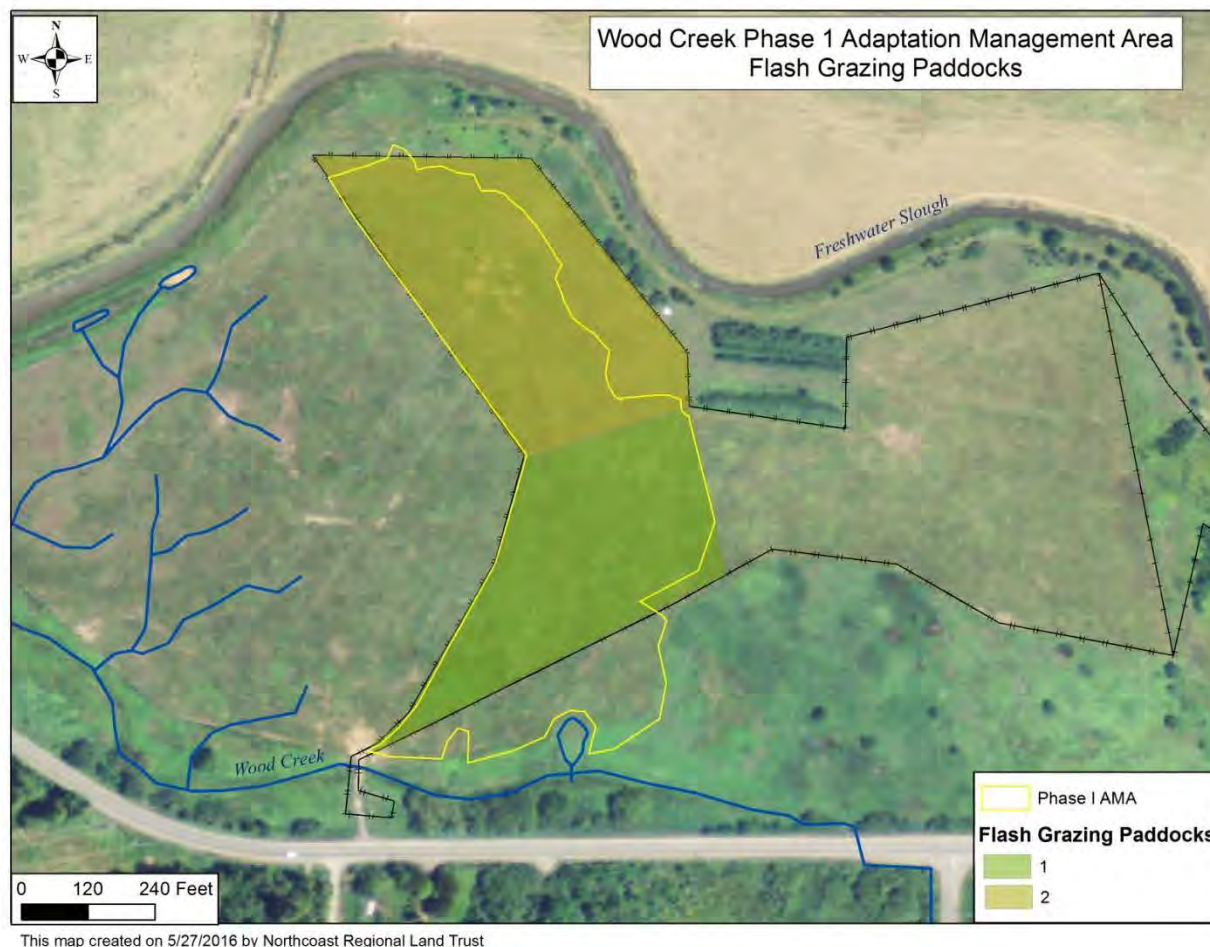 N
W E
S
Wood Creek Phase 1 Adaptation Management Area
Flash Grazing Paddocks
Freshwater Slough
Wood Creek
Phase I AMA
Flash Grazing Paddocks
1
2
0 120 240 Feet
This map created on 5/27/2016 by Northcoast Regional Land Trust